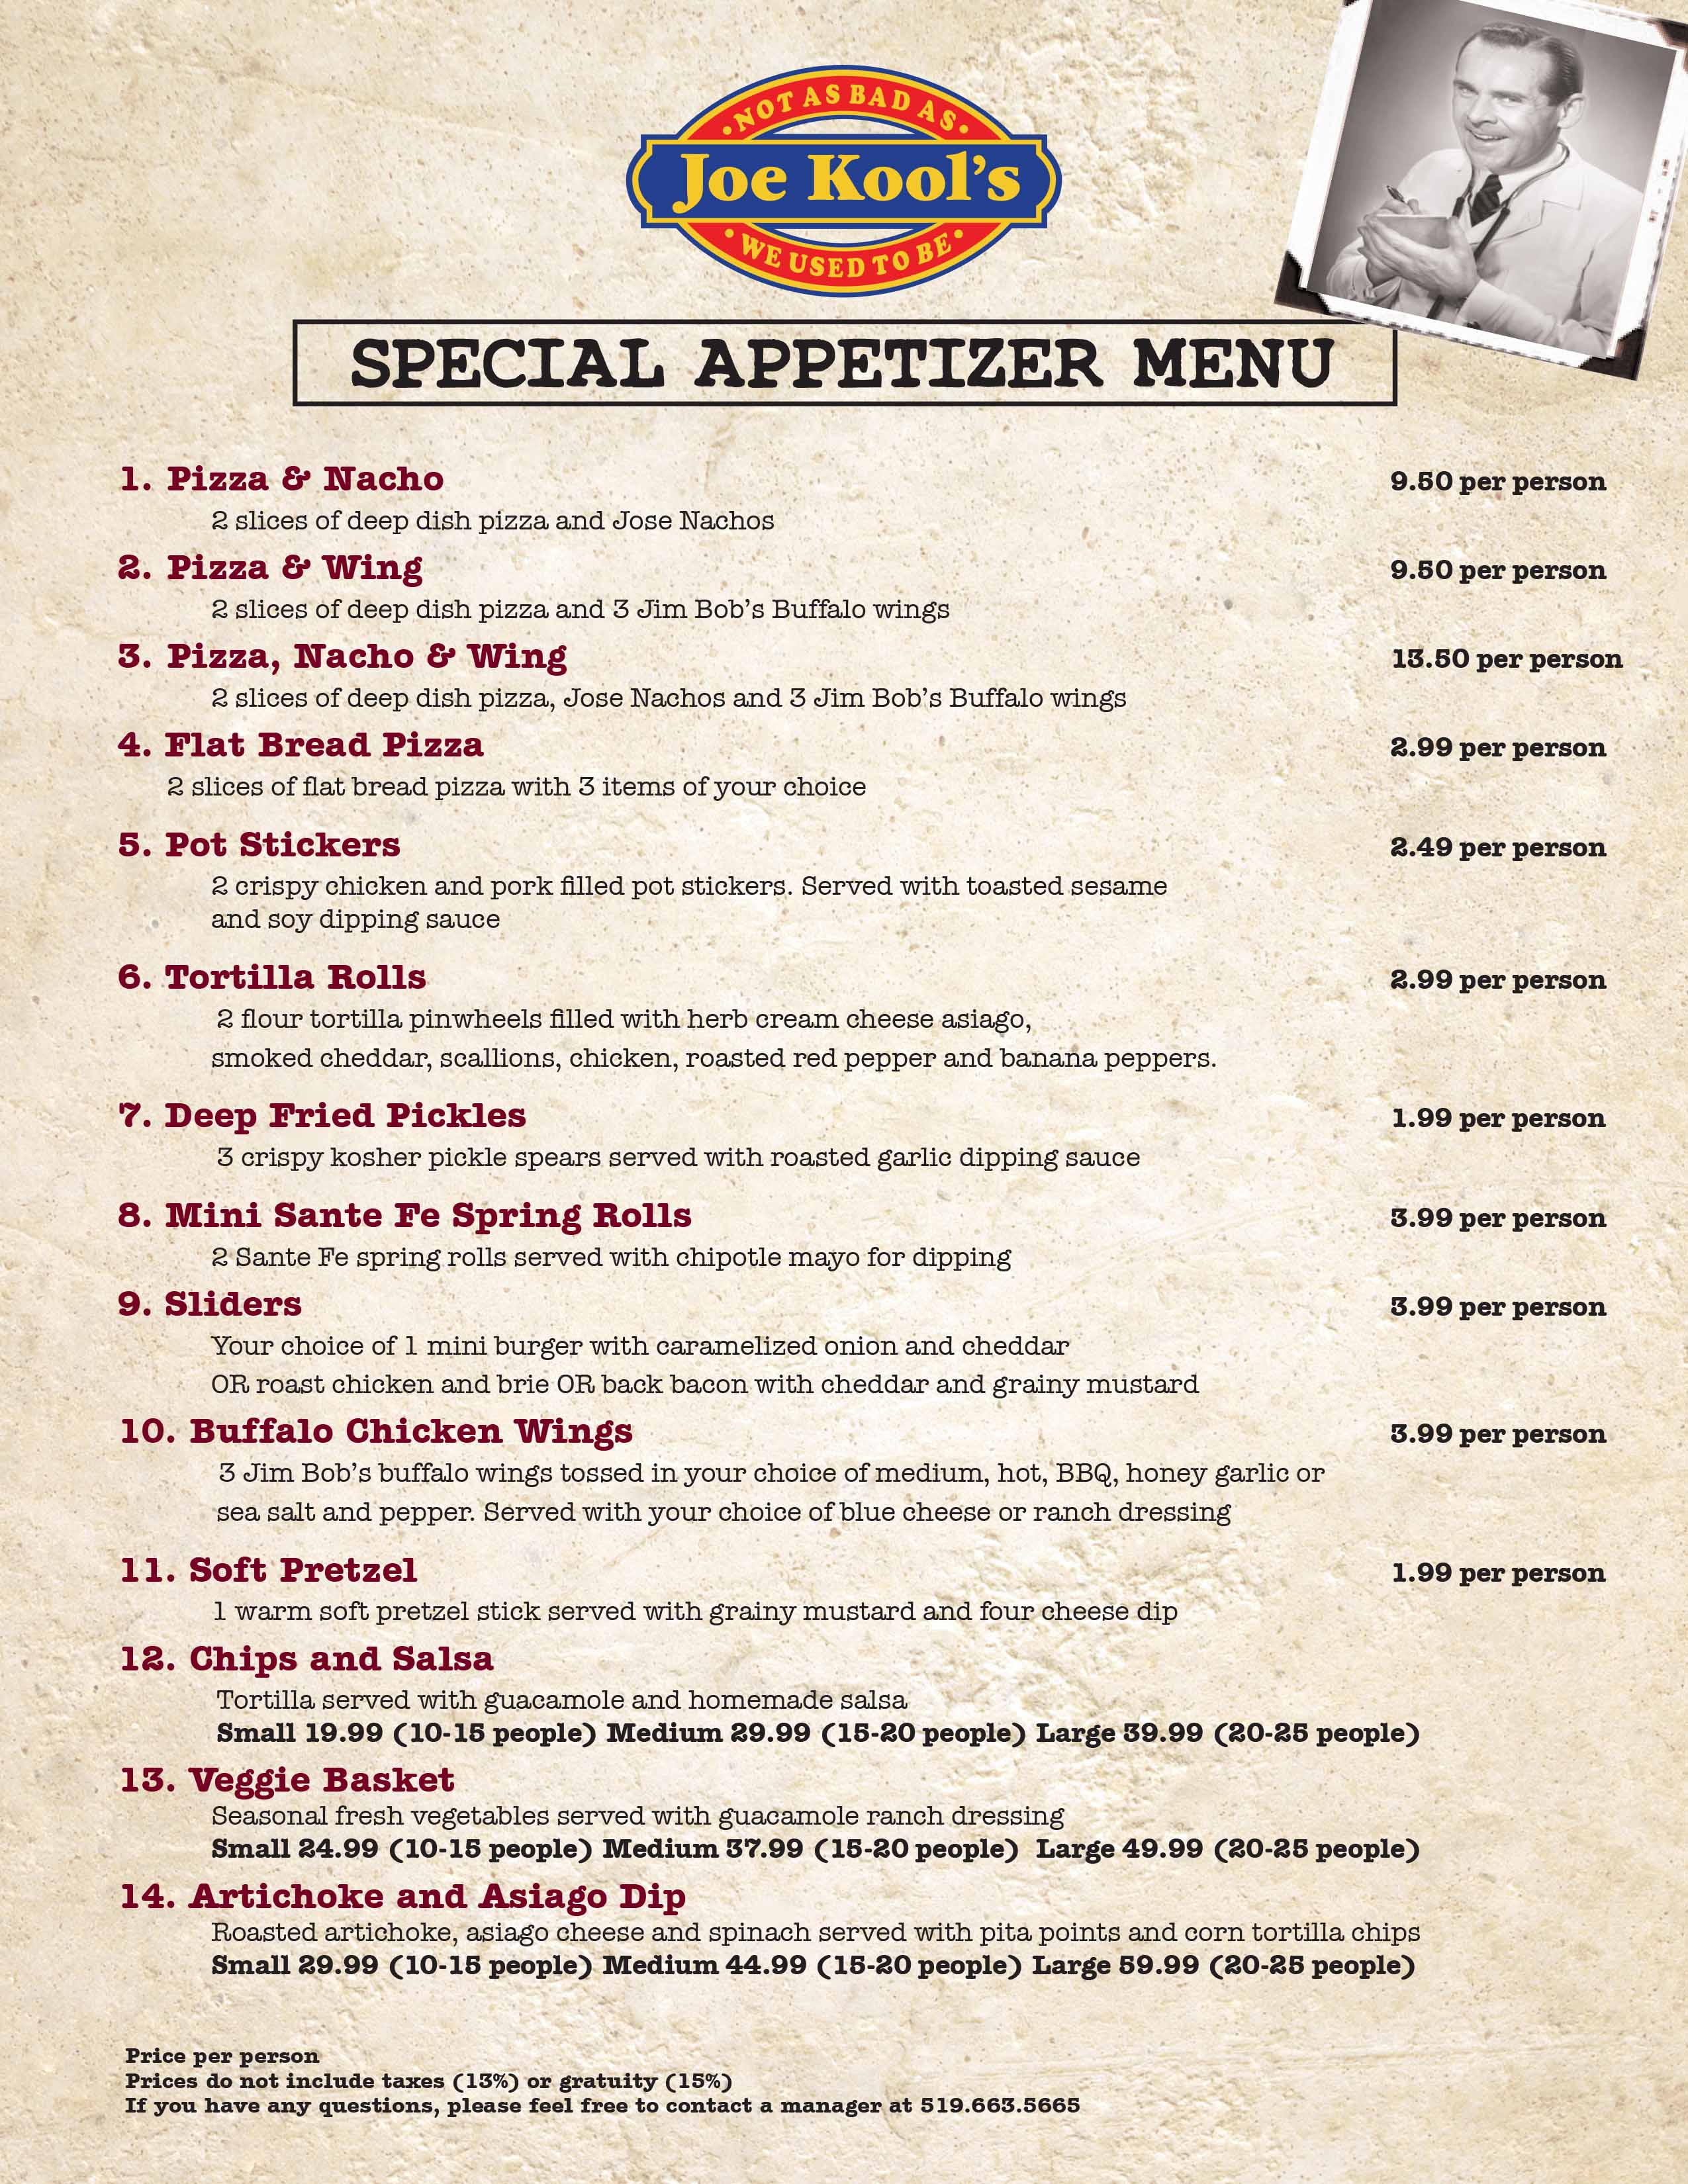 NOT AS BAD AS
Joe Kool's
WE USED TO BE
SPECIAL APPETIZER MENU
1. Pizza & Nacho 9.50 per person
2 slices of deep dish pizza and Jose Nachos
2. Pizza & Wing 9.50 per person
2 slices of deep dish pizza and 3 Jim Bob's Buffalo wings
3. Pizza, Nacho & Wing 13.50 per person
2 slices of deep dish pizza, Jose Nachos and 3 Jim Bob's Buffalo wings
4. Flat Bread Pizza 2.99 per person
2 slices of flat bread pizza with 3 items of your choice
5. Pot Stickers 2.49 per person
2 crispy chicken and pork filled pot stickers. Served with toasted sesame
and soy dipping sauce
6. Tortilla Rolls 2.99 per person
2 flour tortilla pinwheels filled with herb cream cheese asiago,
smoked cheddar, scallions, chicken, roasted red pepper and banana peppers.
7. Deep Fried Pickles 1.99 per person
3 crispy kosher pickle spears served with roasted garlic dipping sauce
8. Mini Sante Fe Spring Rolls 3.99 per person
2 Sante Fe spring rolls served with chipotle mayo for dipping
9. Sliders 3.99 per person
Your choice of 1 mini burger with caramelized onion and cheddar
OR roast chicken and brie OR back bacon with cheddar and grainy mustard
10. Buffalo Chicken Wings 3.99 per person
3 Jim Bob's buffalo wings tossed in your choice of medium, hot, BBQ, honey garlic or
sea salt and pepper. Served with your choice of blue cheese or ranch dressing
11. Soft Pretzel 1.99 per person
1 warm soft pretzel stick served with grainy mustard and four cheese dip
12. Chips and Salsa
Tortilla served with guacamole and homemade salsa
Small 19.99 (10-15 people) Medium 29.99 (15-20 people) Large 39.99 (20-25 people)
13. Veggie Basket
Seasonal fresh vegetables served with guacamole ranch dressing
Small 24.99 (10-15 people) Medium 37.99 (15-20 people) Large 49.99 (20-25 people)
14. Artichoke and Asiago Dip
Roasted artichoke, asiago cheese and spinach served with pita points and corn tortilla chips
Small 29.99 (10-15 people) Medium 44.99 (15-20 people) Large 59.99 (20-25 people)
Price per person
Prices do not include taxes (13%) or gratuity (15%)
If you have any questions, please feel free to contact a manager at 519.663.5665